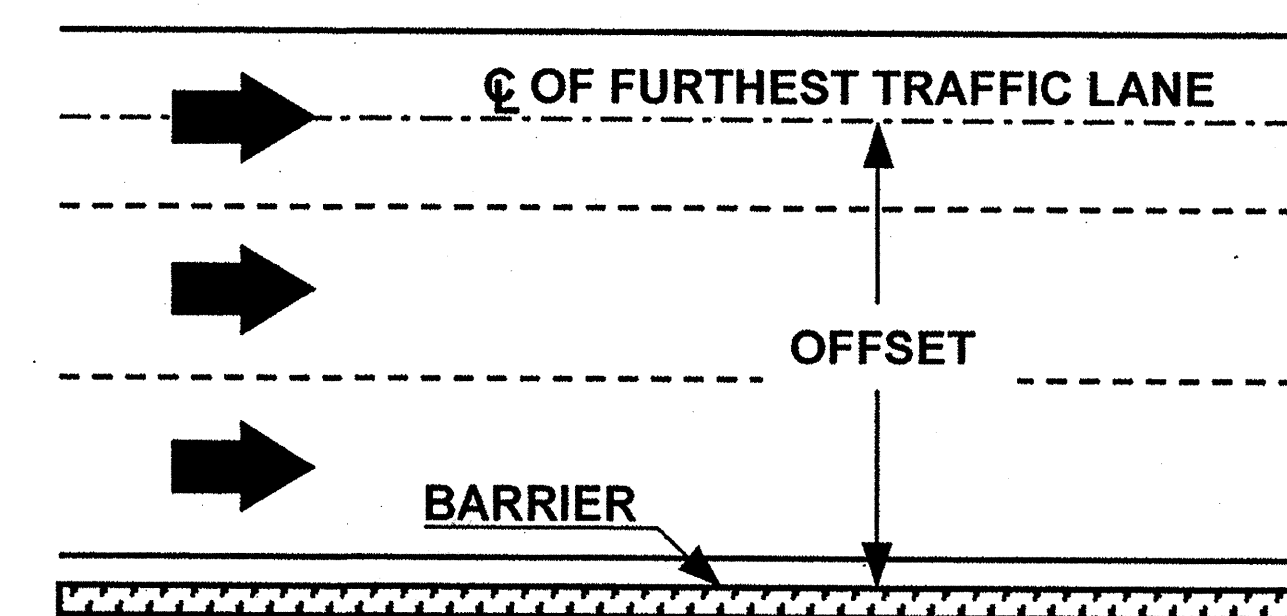 ℄ OF FURTHEST TRAFFIC LANE
OFFSET
BARRIER